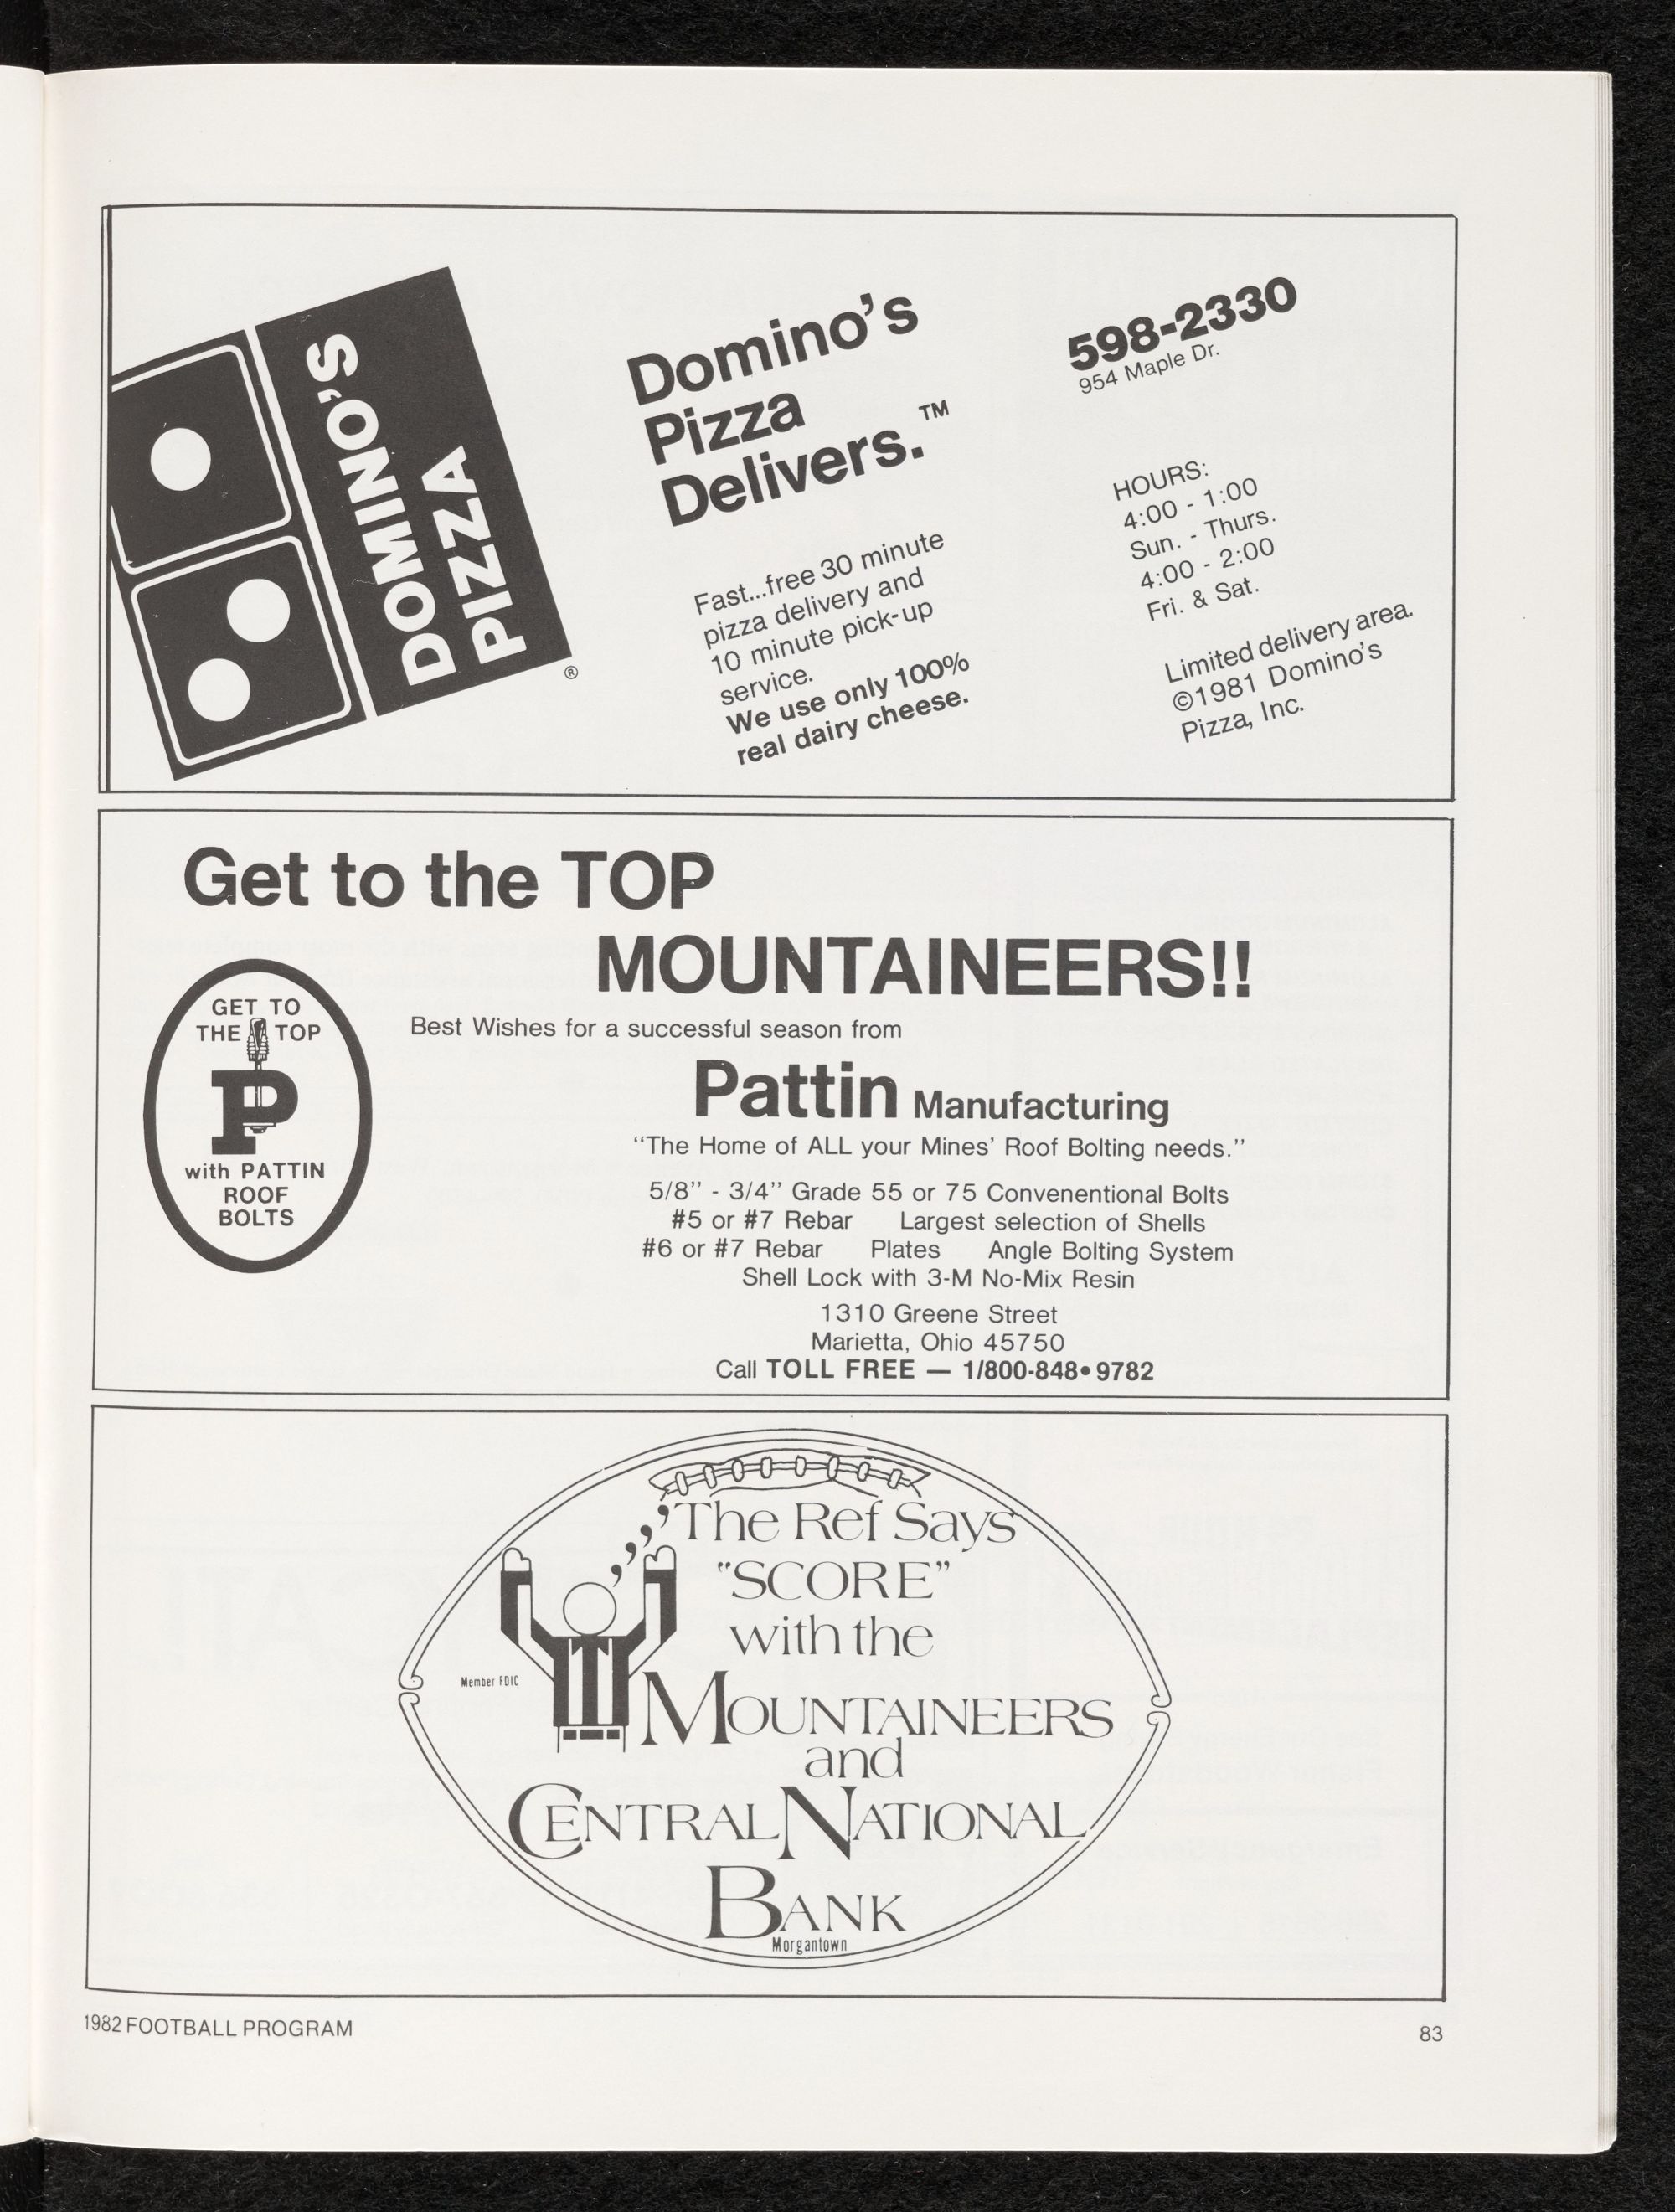 DOMINO'S
PIZZA
®
Domino's
Pizza
Delivers.™
Fast...free 30 minute
pizza delivery and
10 minute pick-up
service.
We use only 100%
real dairy cheese.
598-2330
954 Maple Dr.
HOURS:
4:00 - 1:00
Sun. - Thurs.
4:00 - 2:00
Fri. & Sat.
Limited delivery area.
©1981 Domino's
Pizza, Inc.
Get to the TOP
MOUNTAINEERS!!
GET TO
THE TOP
P
with PATTIN
ROOF
BOLTS
Best Wishes for a successful season from
Pattin Manufacturing
"The Home of ALL your Mines' Roof Bolting needs."
5/8" - 3/4" Grade 55 or 75 Convenentional Bolts
#5 or #7 Rebar Largest selection of Shells
#6 or #7 Rebar Plates Angle Bolting System
Shell Lock with 3-M No-Mix Resin
1310 Greene Street
Marietta, Ohio 45750
Call TOLL FREE — 1/800-848•9782
The Ref Says
"SCORE"
with the
Member FDIC
MOUNTAINEERS
and
CENTRAL NATIONAL
BANK
Morgantown
1982 FOOTBALL PROGRAM
83